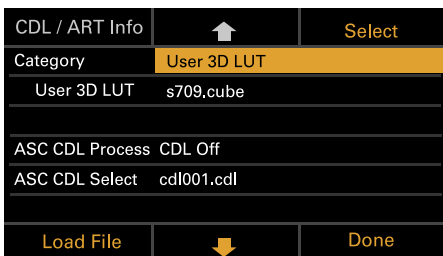 CDL / ART Info Select
Category User 3D LUT
User 3D LUT s709.cube
ASC CDL Process CDL Off
ASC CDL Select cdl001.cdl
Load File Done